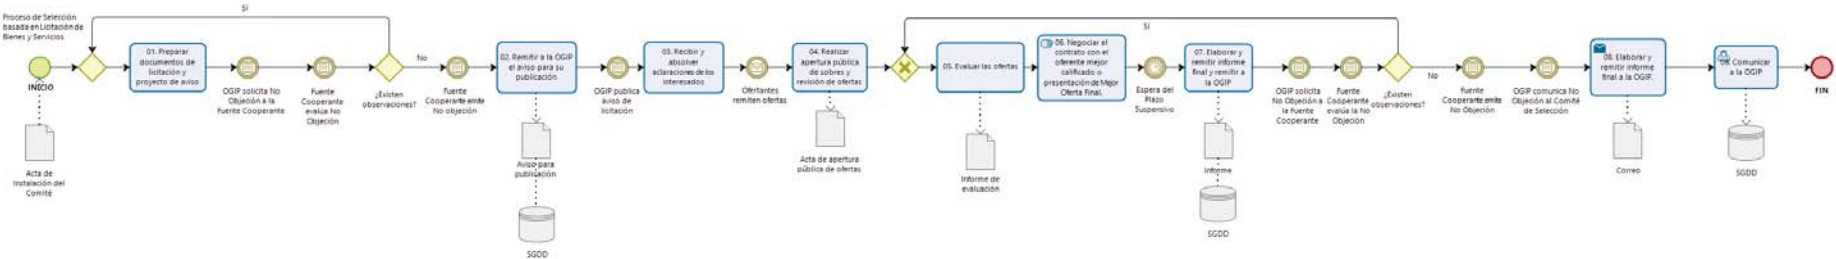 Proceso de Selección
basada en Licitación de
Bienes y Servicios
INICIO
Acta de
Instalación del
Comité
Sí
01. Preparar
documentos de
licitación y
proyecto de aviso
OGIP solicita No
Objeción a la
Fuente Cooperante
Fuente
Cooperante
evalúa No
Objeción
¿Existen
observaciones?
No
Fuente
Cooperante emite
No objeción
02. Remitir a la OGIP
el aviso para su
publicación
Aviso para
publicación
SGDD
OGIP publica
aviso de
licitación
03. Recibir y
absolver
aclaraciones de los
interesados
Ofertantes
remiten ofertas
04. Realizar
apertura pública
de sobres y
revisión de ofertas
Acta de apertura
pública de ofertas
Sí
05. Evaluar las ofertas
Informe de
evaluación
06. Negociar el
contrato con el
oferente mejor
calificado o
presentación de Mejor
Oferta Final.
Espera del
Plazo
Suspensivo
07. Elaborar y
remitir informe
final y remitir a
la OGIP
Informe
SGDD
OGIP solicita
No Objeción a
la Fuente
Cooperante
Fuente
Cooperante
evalúa la No
Objeción
¿Existen
observaciones?
No
Fuente
Cooperante emite
No Objeción
OGIP comunica No
Objeción al Comité
de Selección
08. Elaborar y
remitir informe
final a la OGIP.
Correo
09. Comunicar
a la OGIP
SGDD
FIN